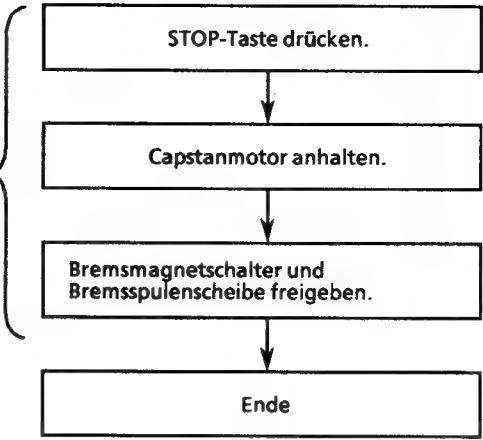 STOP-Taste drücken.
Capstanmotor anhalten.
Bremsmagnetschalter und
Bremsspulenscheibe freigeben.
Ende